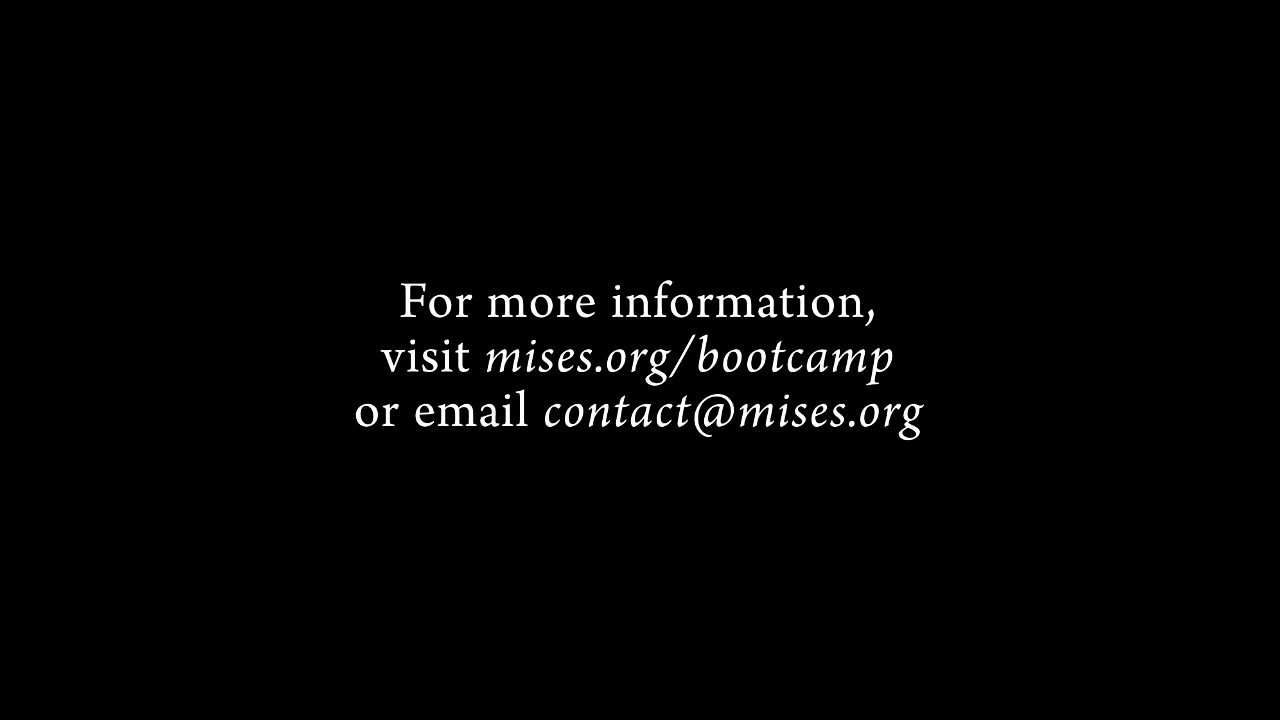 For more information,
visit mises.org/bootcamp
or email contact@mises.org